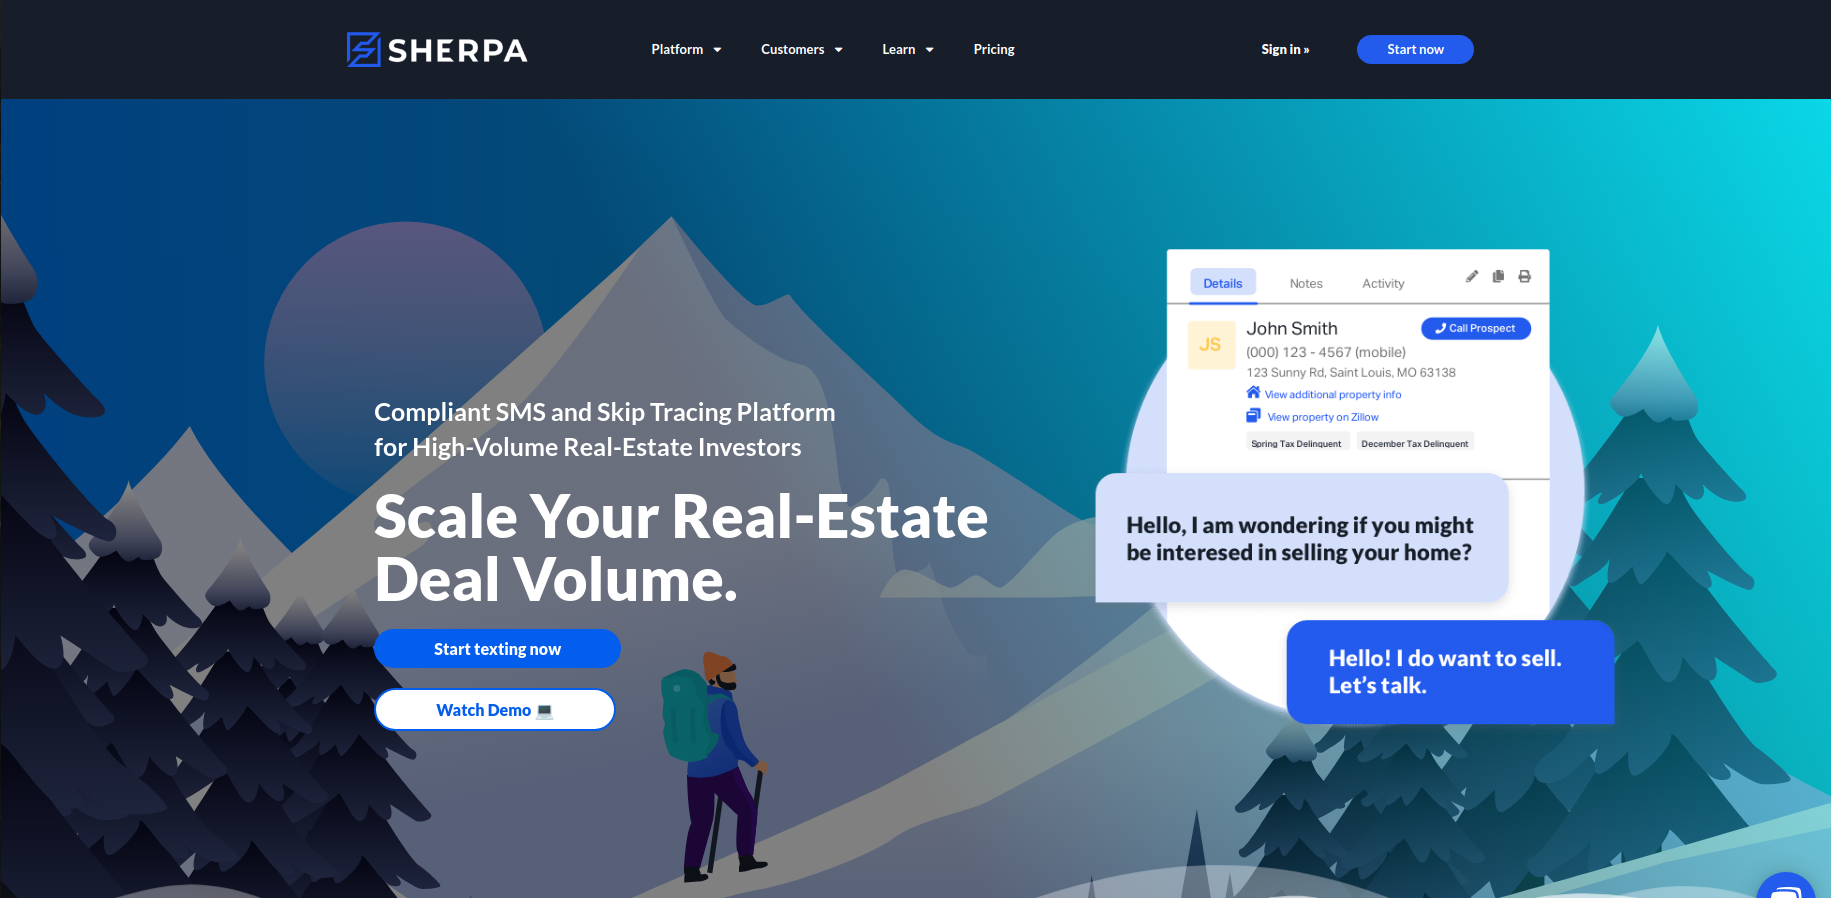 SHERPA
Platform
Customers
Learn
Pricing
Sign in »
Start now
Compliant SMS and Skip Tracing Platform
for High-Volume Real-Estate Investors
Scale Your Real-Estate
Deal Volume.
Start texting now
Watch Demo 💻
Details
Notes
Activity
JS
John Smith
Call Prospect
(000) 123 - 4567 (mobile)
123 Sunny Rd, Saint Louis, MO 63138
View additional property info
View property on Zillow
Spring Tax Delinquent
December Tax Delinquent
Hello, I am wondering if you might
be interesed in selling your home?
Hello! I do want to sell.
Let's talk.